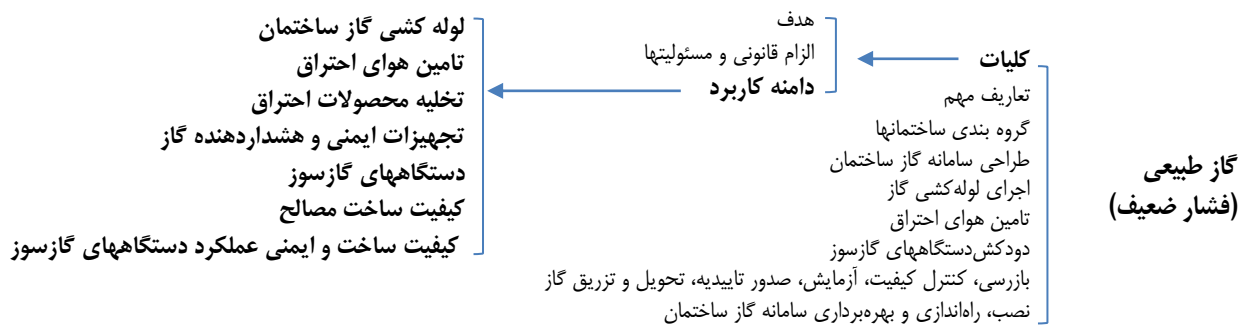 گاز طبیعی
(فشار ضعیف)
کلیات
تعاریف مهم
گروه بندی ساختمانها
طراحی سامانه گاز ساختمان
اجرای لوله‌کشی گاز
تامین هوای احتراق
دودکش‌دستگاههای گازسوز
بازرسی، کنترل کیفیت، آزمایش، صدور تاییدیه، تحویل و تزریق گاز
نصب، راه‌اندازی و بهره‌برداری سامانه گاز ساختمان
هدف
الزام قانونی و مسئولیتها
دامنه کاربرد
لوله کشی گاز ساختمان
تامین هوای احتراق
تخلیه محصولات احتراق
تجهیزات ایمنی و هشداردهنده گاز
دستگاههای گازسوز
کیفیت ساخت مصالح
کیفیت ساخت و ایمنی عملکرد دستگاههای گازسوز